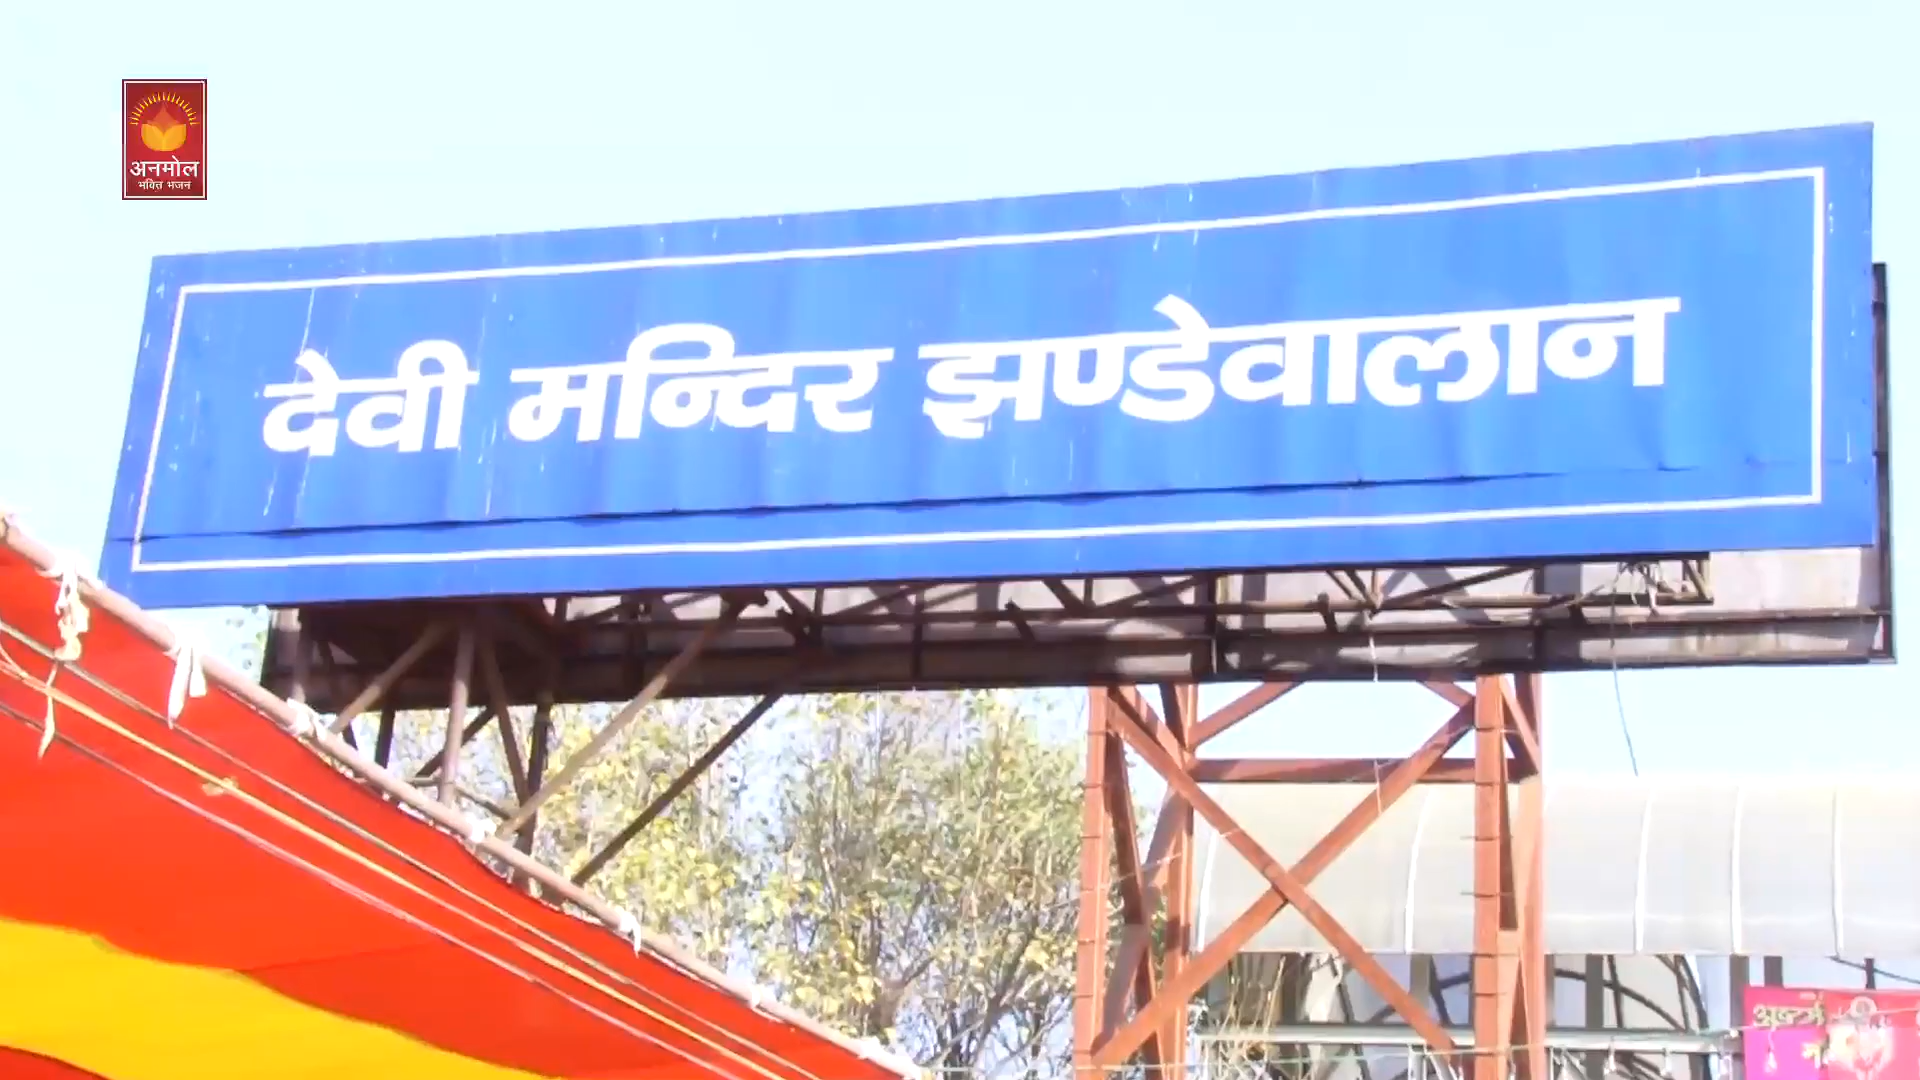 अनमोल
भक्ति भजन
देवी मन्दिर झण्डेवालान